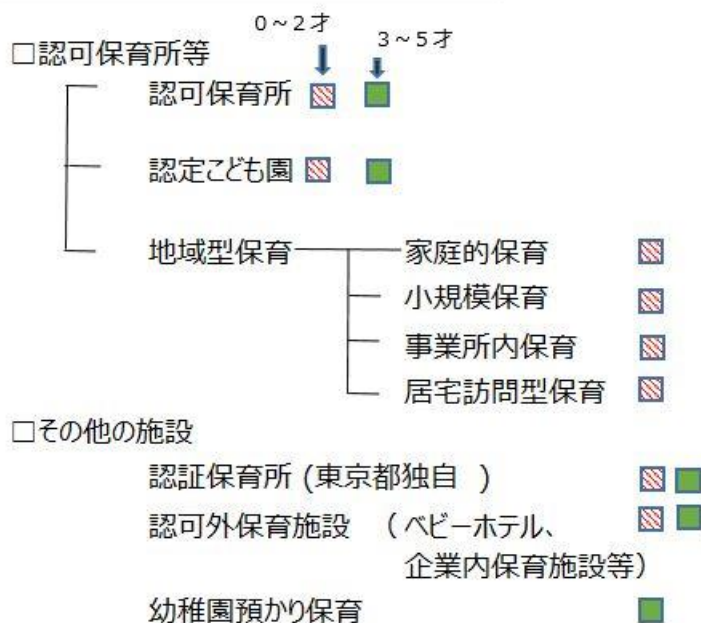 0～2才
3～5才
□認可保育所等
認可保育所
認定こども園
地域型保育
家庭的保育
小規模保育
事業所内保育
居宅訪問型保育
□その他の施設
認証保育所 (東京都独自 )
認可外保育施設 （ベビーホテル、
企業内保育施設等）
幼稚園預かり保育